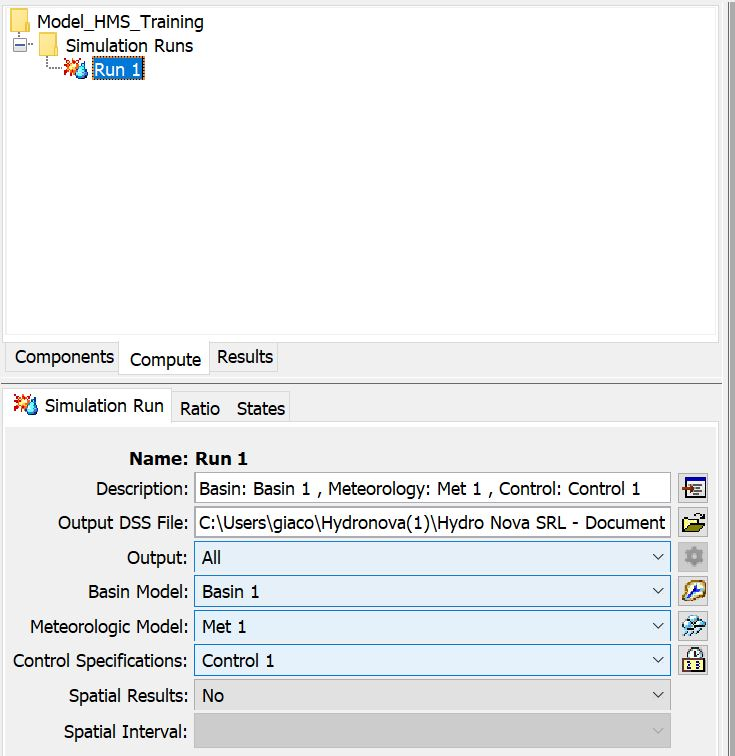 Model_HMS_Training
Simulation Runs
Run 1
Components Compute Results
Simulation Run Ratio States
Name: Run 1
Description: Basin: Basin 1 , Meteorology: Met 1 , Control: Control 1
Output DSS File: C:\Users\giaco\Hydronova(1)\Hydro Nova SRL - Document
Output: All
Basin Model: Basin 1
Meteorologic Model: Met 1
Control Specifications: Control 1
Spatial Results: No
Spatial Interval: